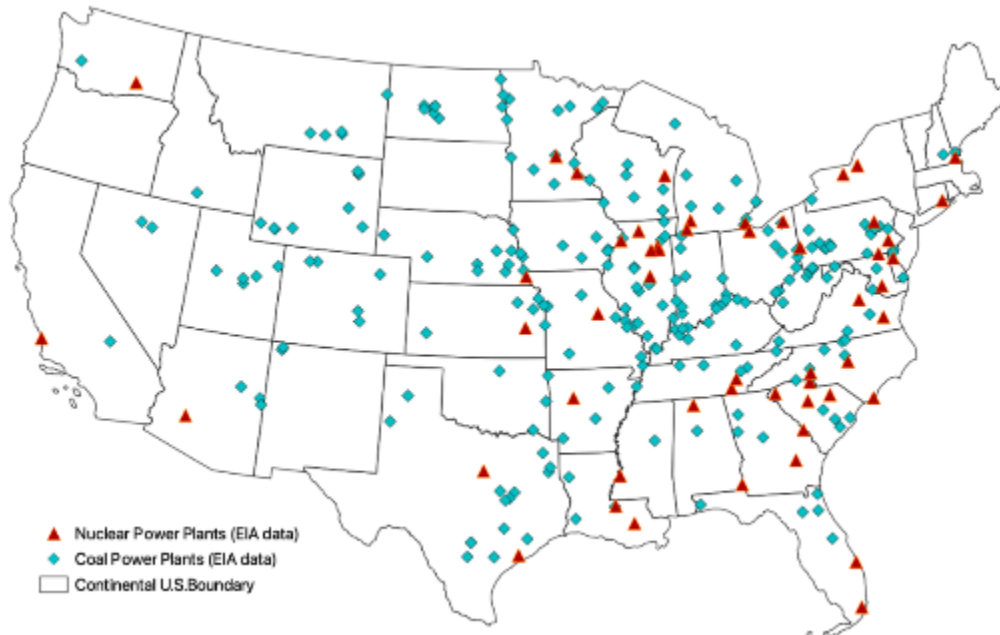 Nuclear Power Plants (EIA data)
Coal Power Plants (EIA data)
Continental U.S.Boundary